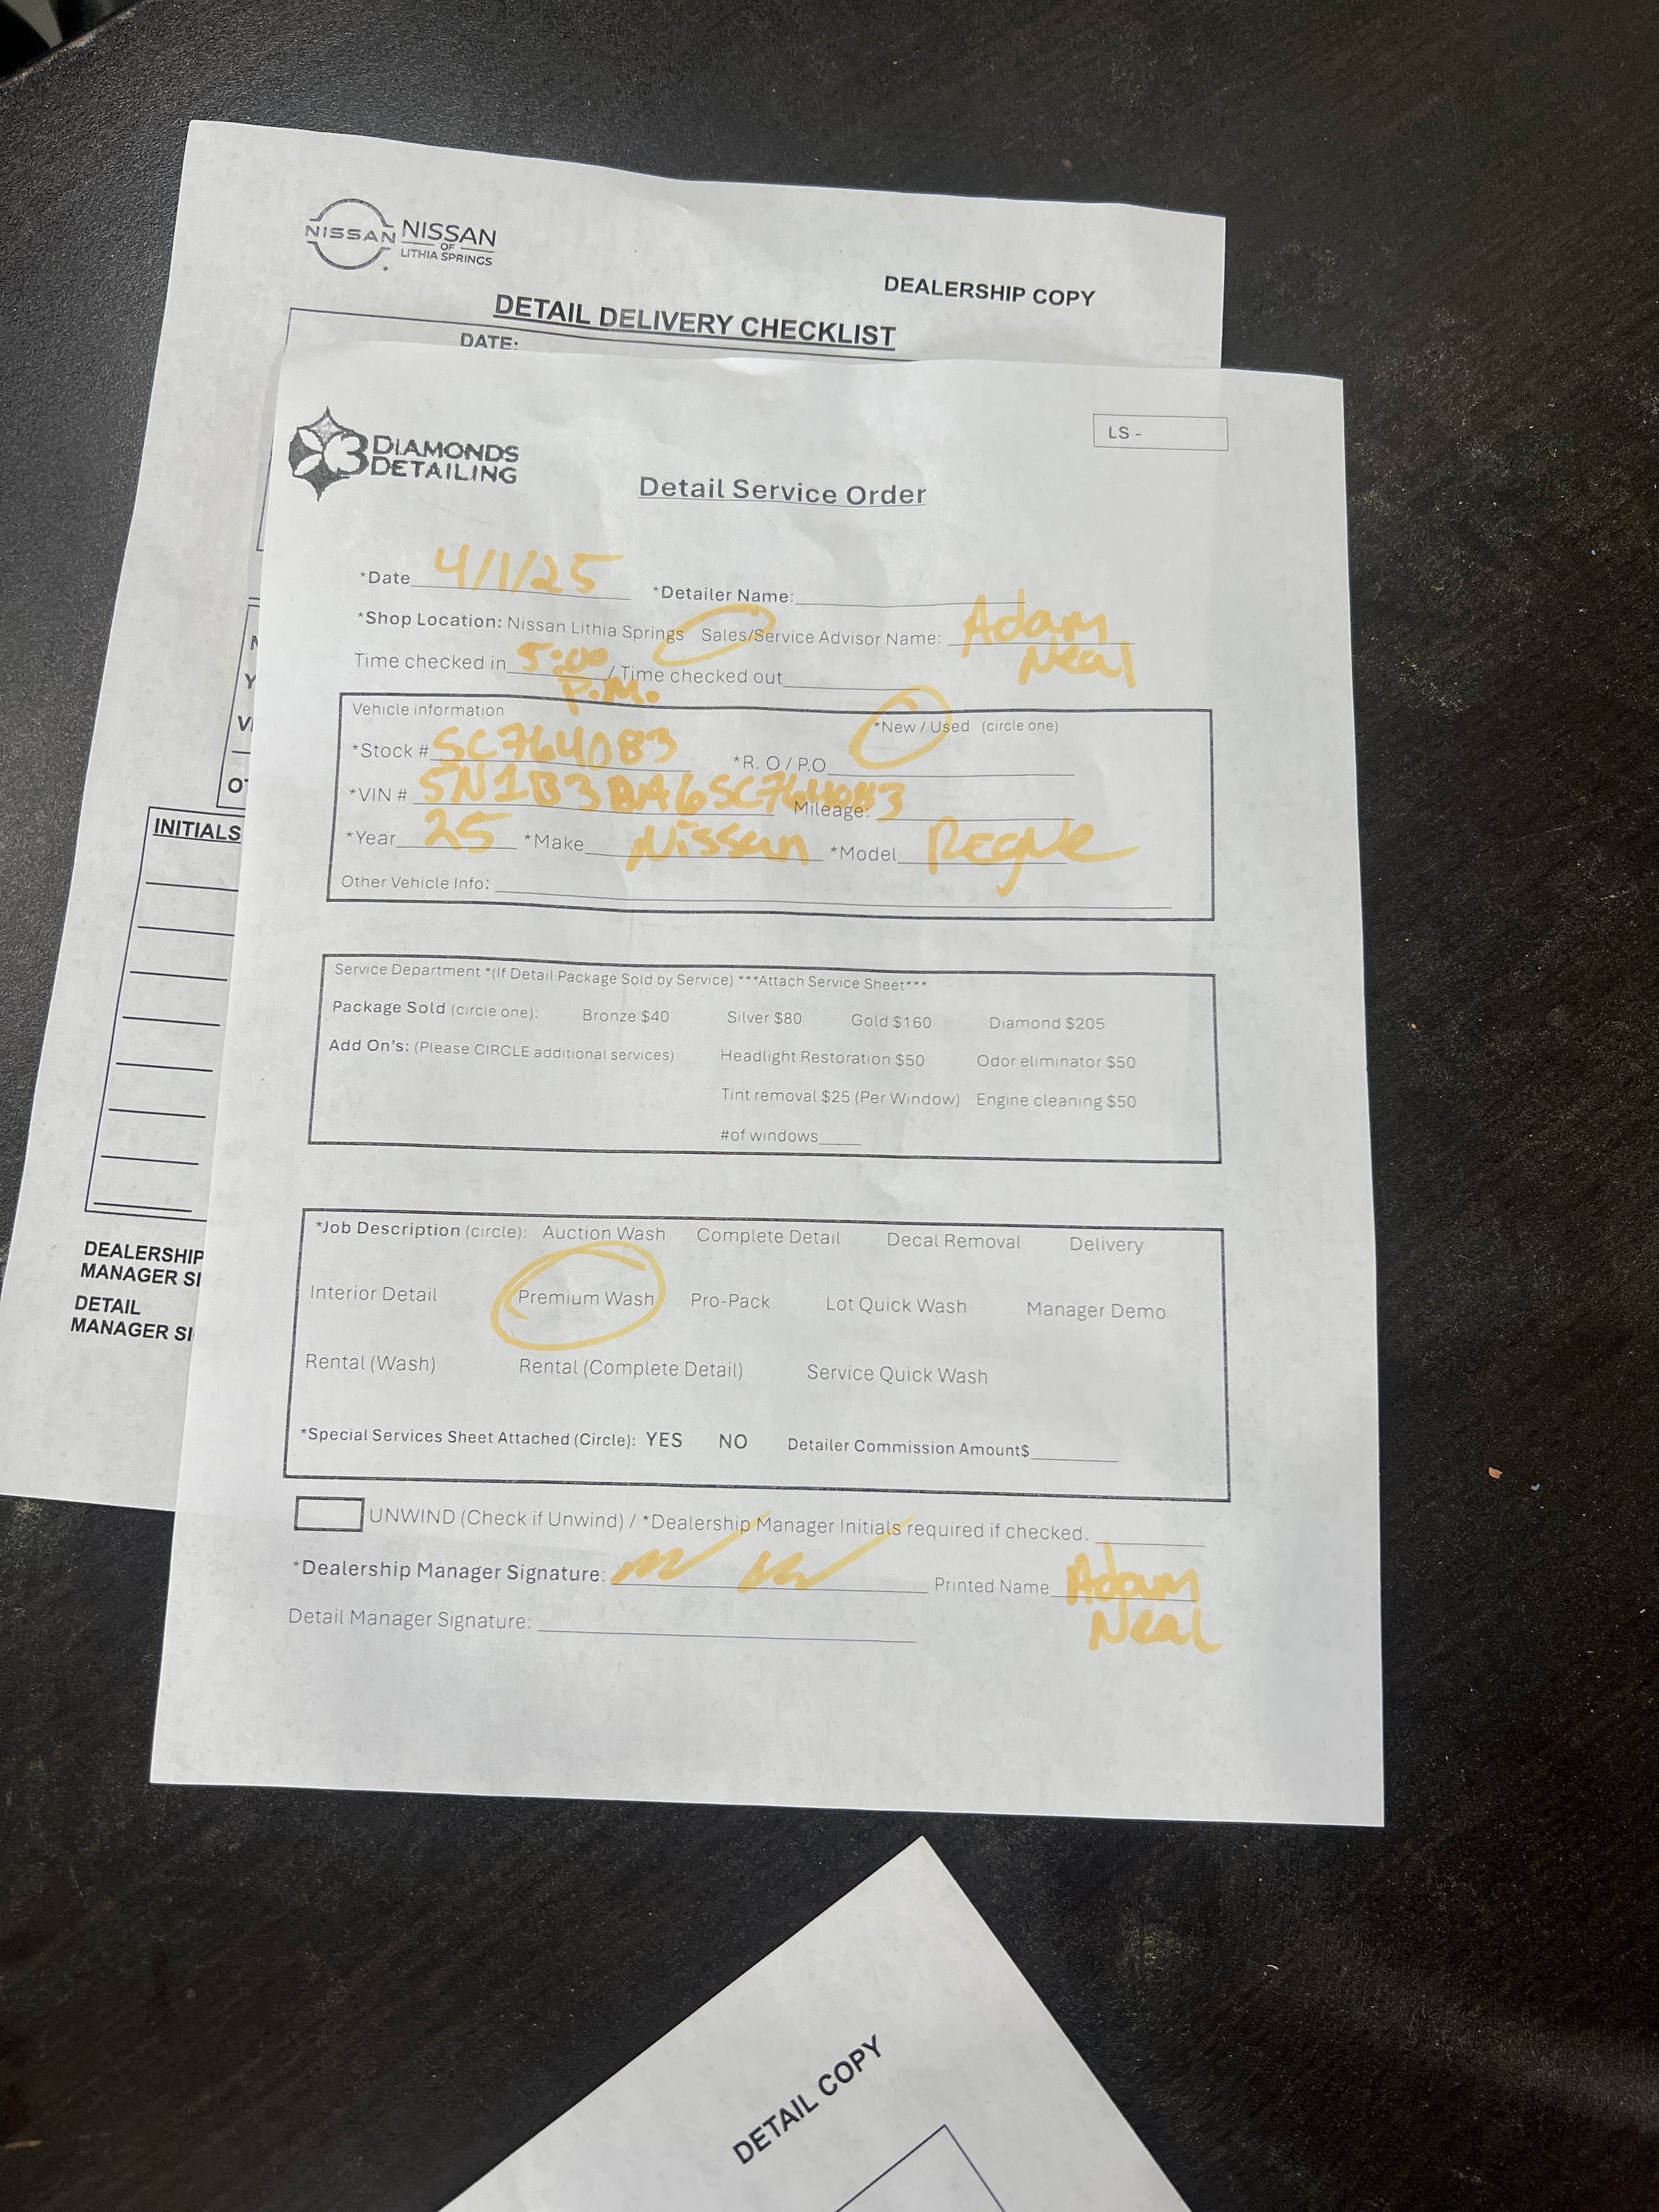 NISSAN NISSAN
OF
LITHIA SPRINGS
DEALERSHIP COPY
DETAIL DELIVERY CHECKLIST
DATE:
INITIALS
DEALERSHIP
MANAGER SI
DETAIL
MANAGER SI
3 DIAMONDS
DETAILING
LS -
Detail Service Order
*Date 4/1/25 *Detailer Name:
*Shop Location: Nissan Lithia Springs Sales/Service Advisor Name: Adam Neal
Time checked in 5:00 P.M. / Time checked out
Vehicle information *New / Used (circle one)
*Stock # SC764083 *R. O / P.O
*VIN # 5N1B3BA6SC764083 Mileage:
*Year 25 *Make Nissan *Model Rogue
Other Vehicle Info:
Service Department *(If Detail Package Sold by Service) ***Attach Service Sheet***
Package Sold (circle one): Bronze $40 Silver $80 Gold $160 Diamond $205
Add On's: (Please CIRCLE additional services) Headlight Restoration $50 Odor eliminator $50
Tint removal $25 (Per Window) Engine cleaning $50
#of windows____
*Job Description (circle): Auction Wash Complete Detail Decal Removal Delivery
Interior Detail Premium Wash Pro-Pack Lot Quick Wash Manager Demo
Rental (Wash) Rental (Complete Detail) Service Quick Wash
*Special Services Sheet Attached (Circle): YES NO Detailer Commission Amount$
UNWIND (Check if Unwind) / *Dealership Manager Initials required if checked.
*Dealership Manager Signature: Printed Name Adam Neal
Detail Manager Signature:
DETAIL COPY